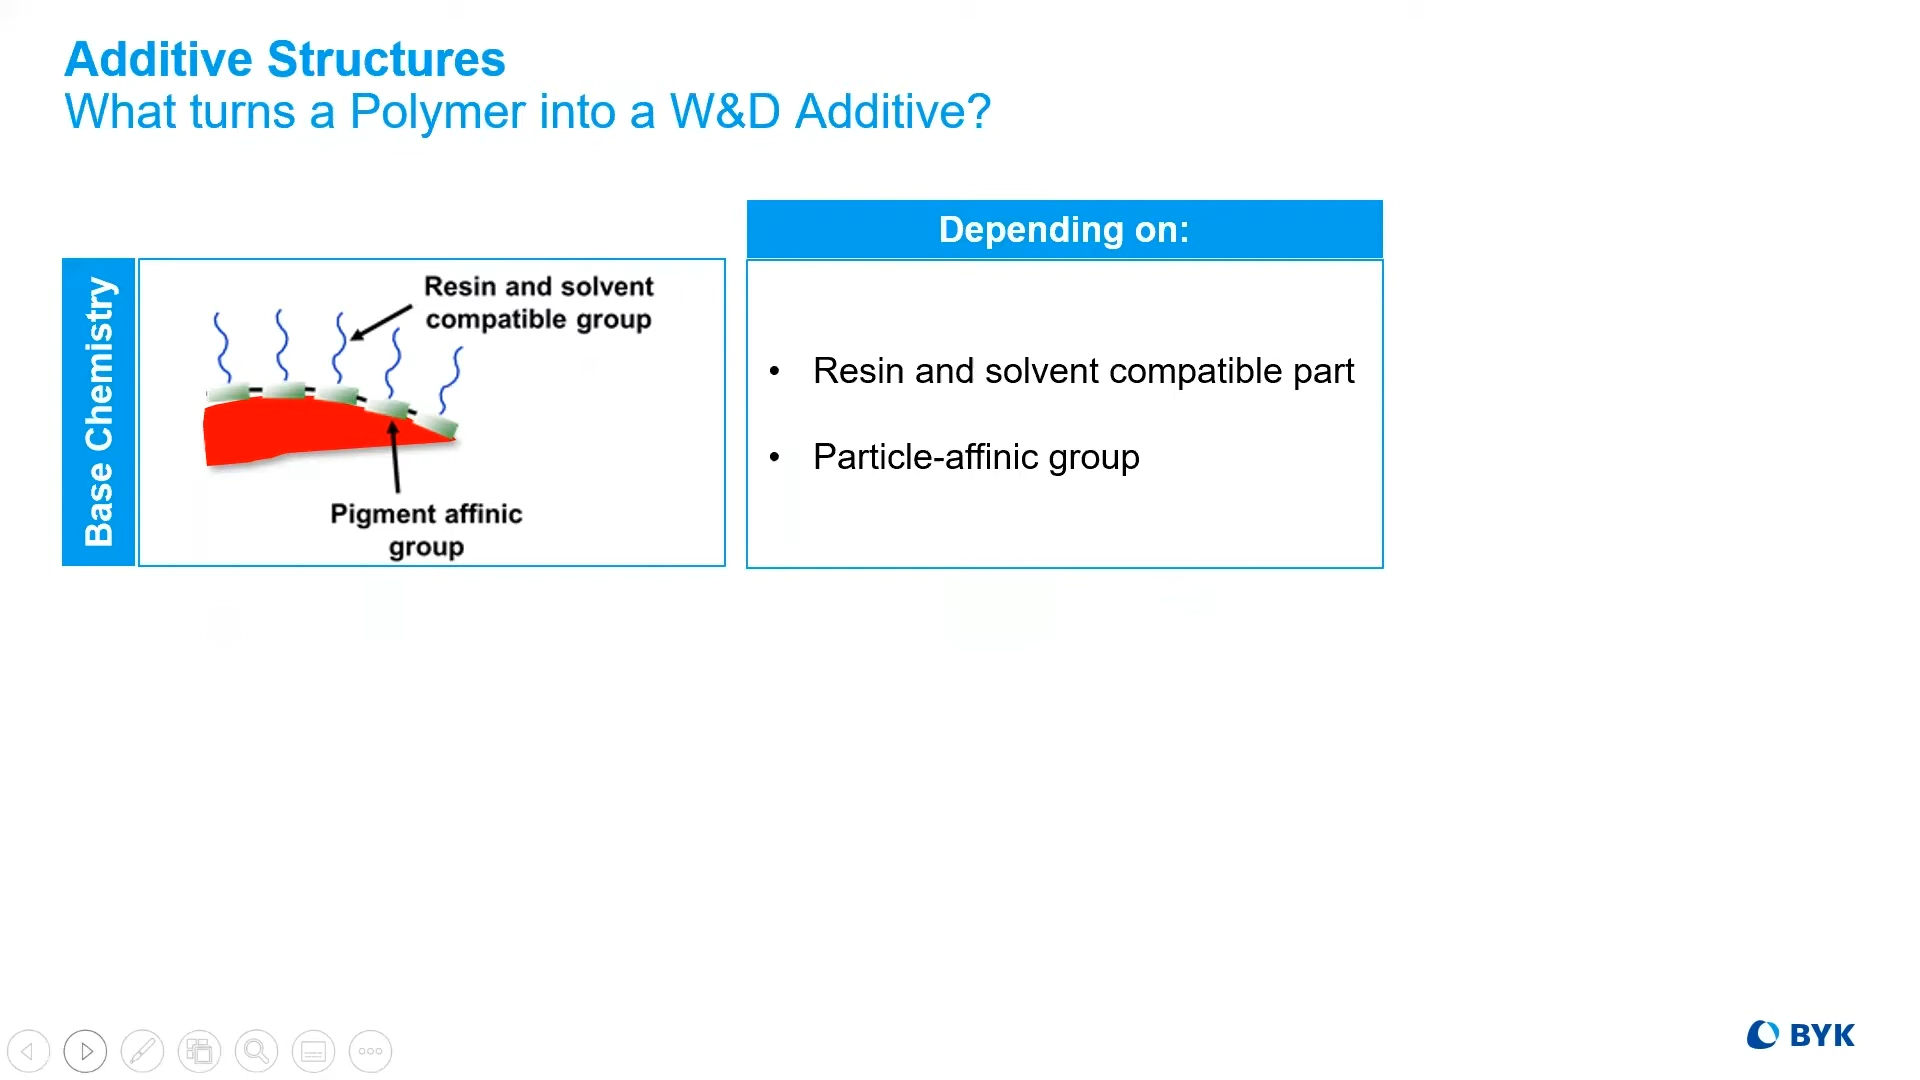 Additive Structures
What turns a Polymer into a W&D Additive?
Base Chemistry
Resin and solvent
compatible group
Pigment affinic
group
Depending on:
• Resin and solvent compatible part
• Particle-affinic group
BYK